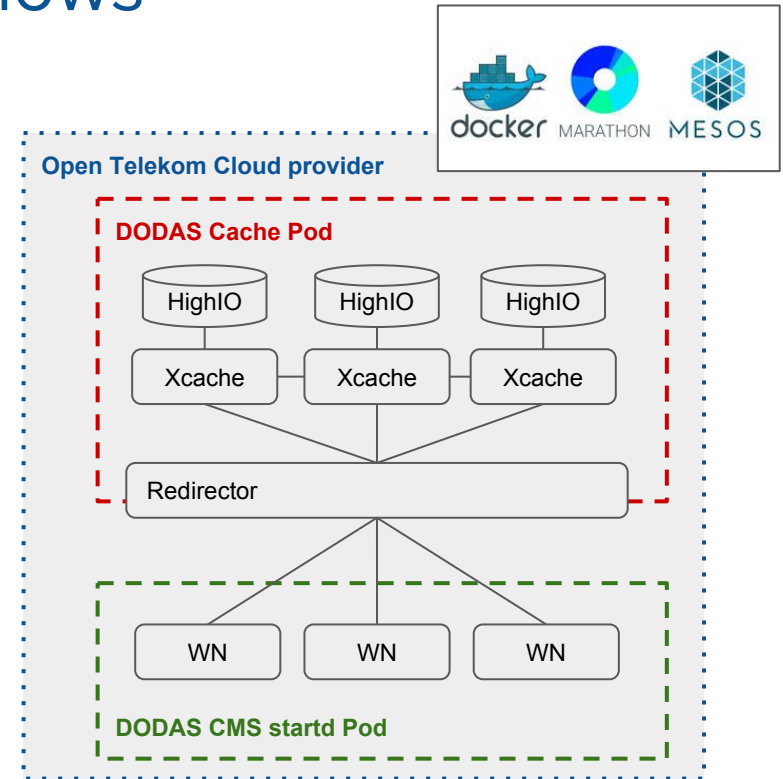 docker MARATHON MESOS
Open Telekom Cloud provider
DODAS Cache Pod
HighIO HighIO HighIO
Xcache Xcache Xcache
Redirector
WN WN WN
DODAS CMS startd Pod